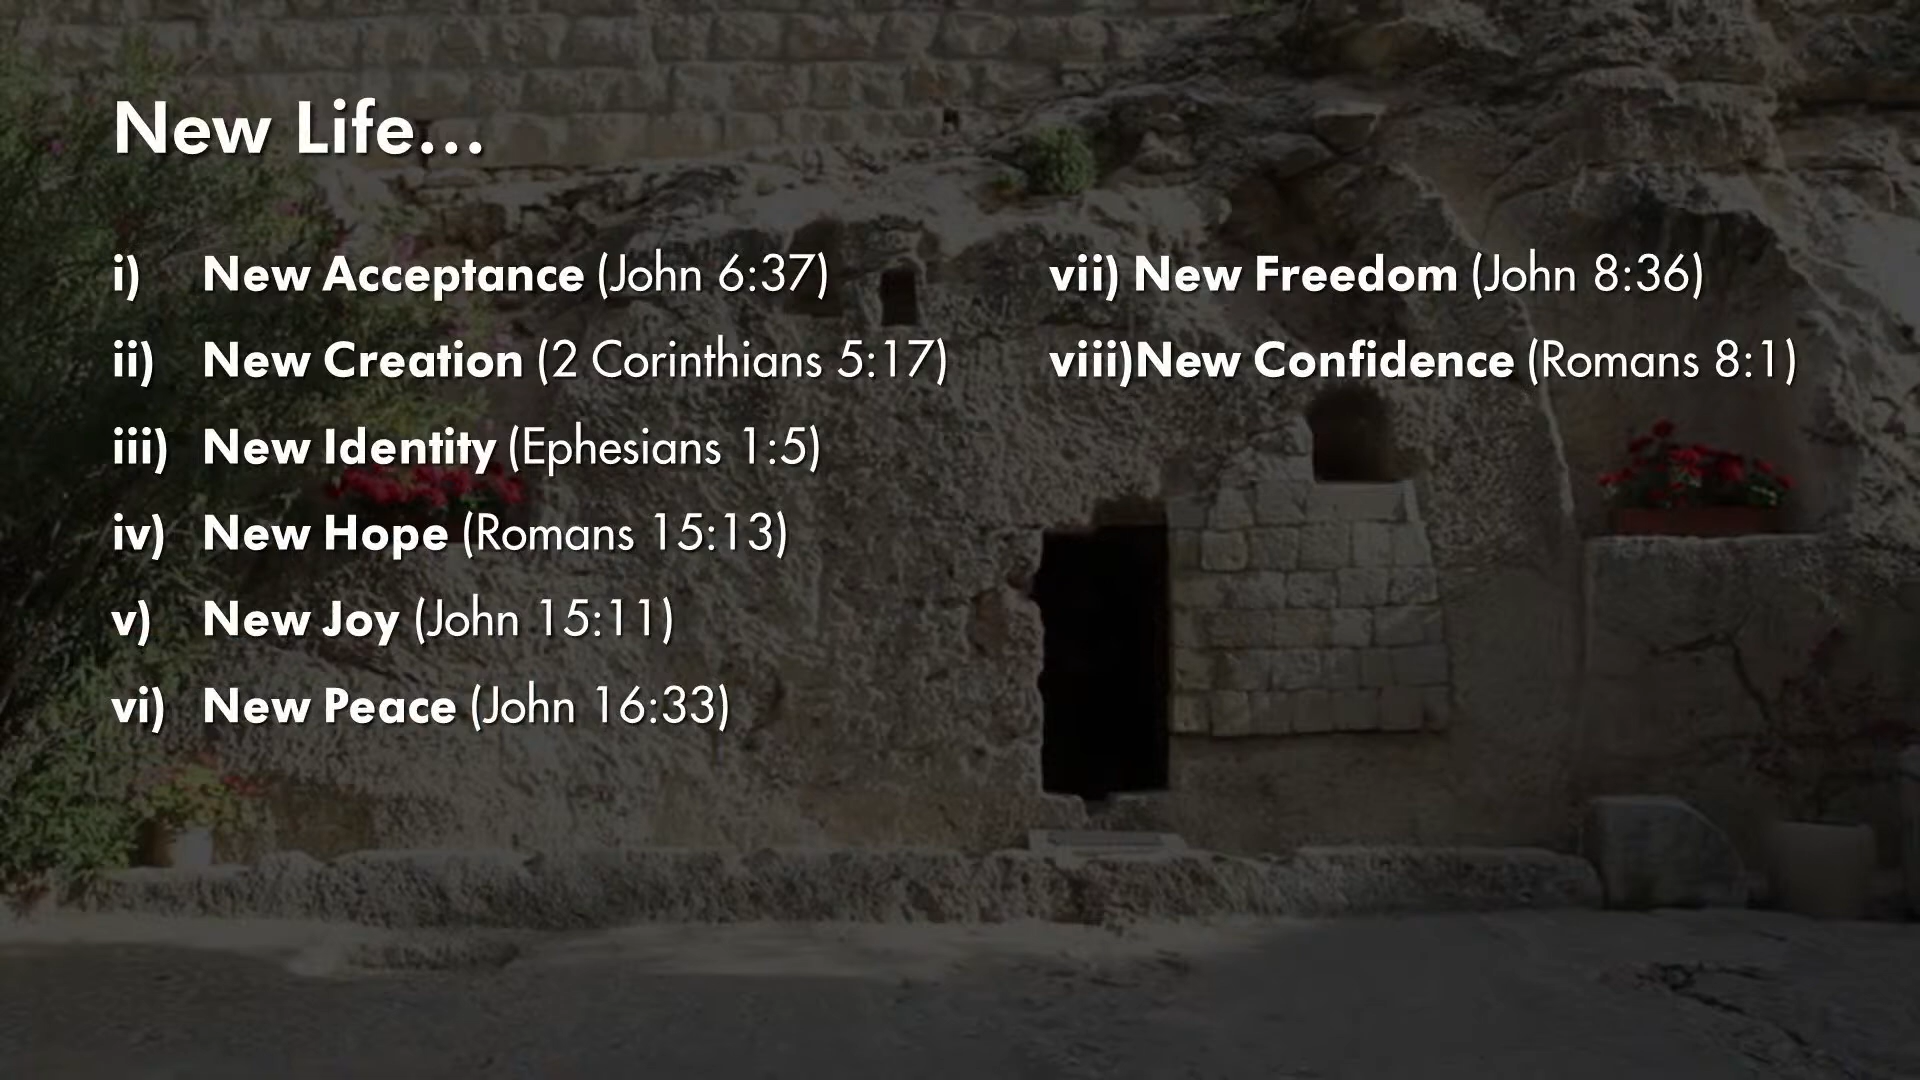 New Life...
i) New Acceptance (John 6:37)
ii) New Creation (2 Corinthians 5:17)
iii) New Identity (Ephesians 1:5)
iv) New Hope (Romans 15:13)
v) New Joy (John 15:11)
vi) New Peace (John 16:33)
vii) New Freedom (John 8:36)
viii)New Confidence (Romans 8:1)